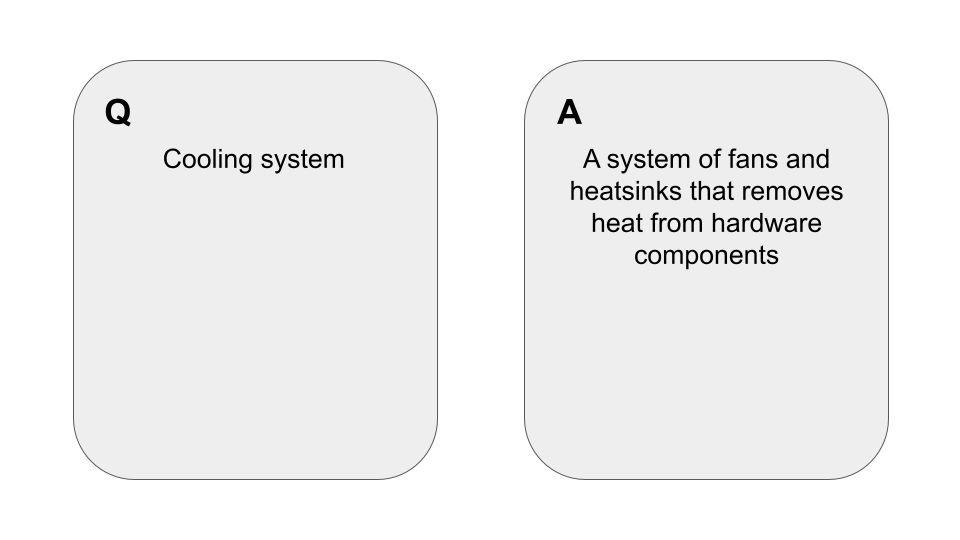 Q
Cooling system
A
A system of fans and
heatsinks that removes
heat from hardware
components